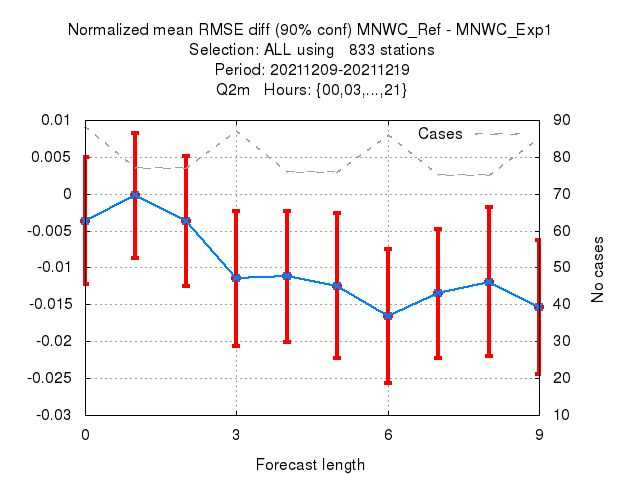 Normalized mean RMSE diff (90% conf) MNWC_Ref - MNWC_Exp1
Selection: ALL using 833 stations
Period: 20211209-20211219
Q2m Hours: {00,03,...,21}
0.01 90
Cases
0.005 80
0 70
-0.005 60
-0.01 50
-0.015 40
-0.02 30
-0.025 20
-0.03 10
No cases
0 3 6 9
Forecast length